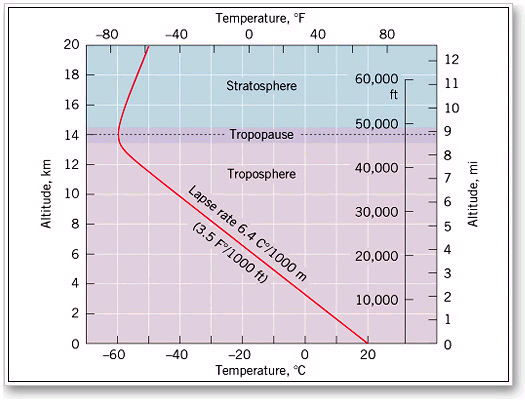 Temperature, °F
−80 −40 0 40 80
20
18
16
14
12
10
8
6
4
2
0
Altitude, km
Stratosphere
Tropopause
Troposphere
Lapse rate 6.4 C°/1000 m
(3.5 F°/1000 ft)
60,000
ft
50,000
40,000
30,000
20,000
10,000
12
11
10
9
8
7
6
5
4
3
2
1
0
Altitude, mi
−60 −40 −20 0 20
Temperature, °C